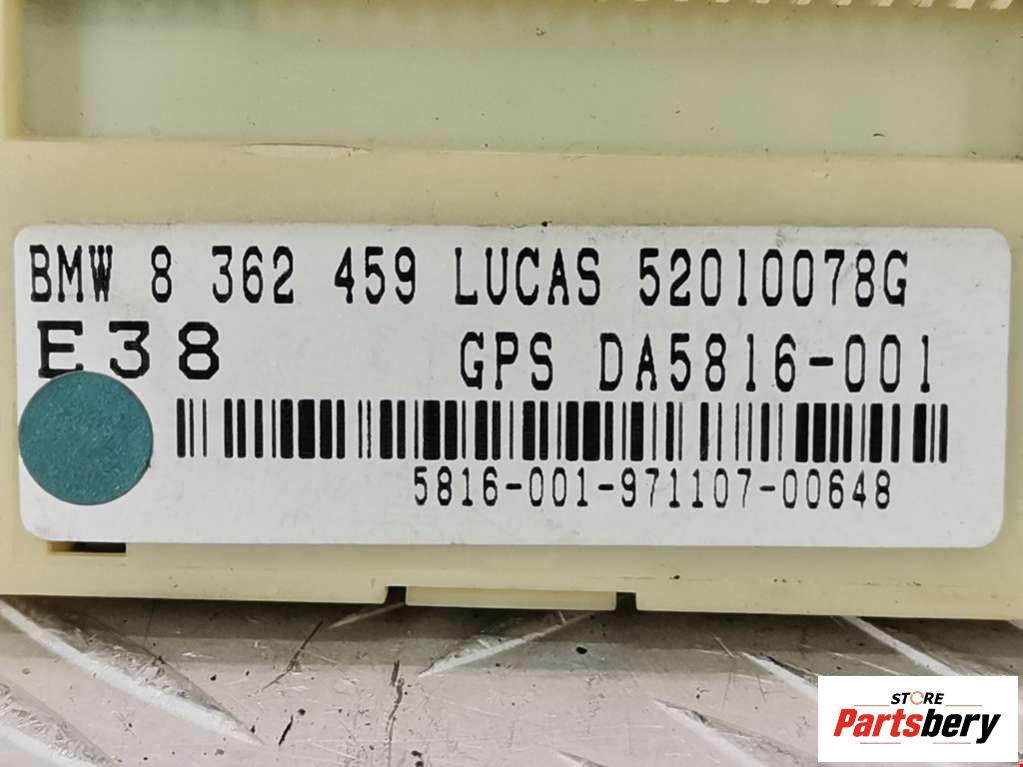 BMW 8 362 459 LUCAS 52010078G
E38 GPS DA5816-001
5816-001-971107-00648
STORE
Partsbery